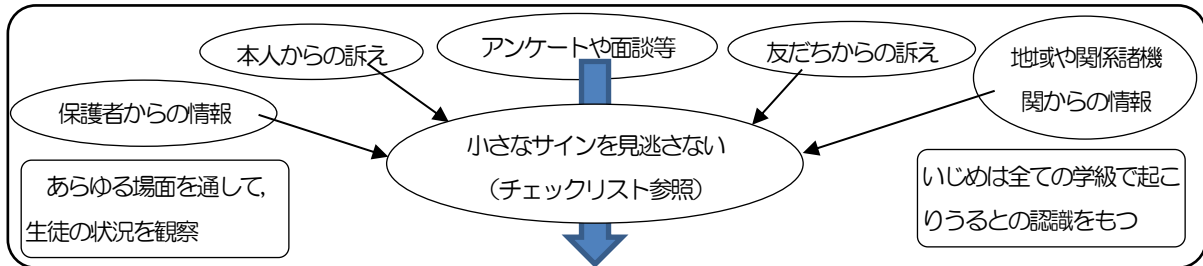 本人からの訴え
アンケートや面談等
友だちからの訴え
地域や関係諸機
関からの情報
保護者からの情報
小さなサインを見逃さない
(チェックリスト参照)
あらゆる場面を通して,
生徒の状況を観察
いじめは全ての学級で起こ
りうるとの認識をもつ